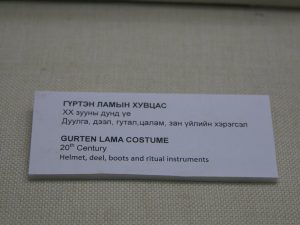 ГҮРТЭН ЛАМЫН ХУВЦАС
XX зууны дунд үе
Дуулга, дээл, гутал,цалам, зан үйлийн хэрэгсэл
GURTEN LAMA COSTUME
20th Century
Helmet, deel, boots and ritual instruments